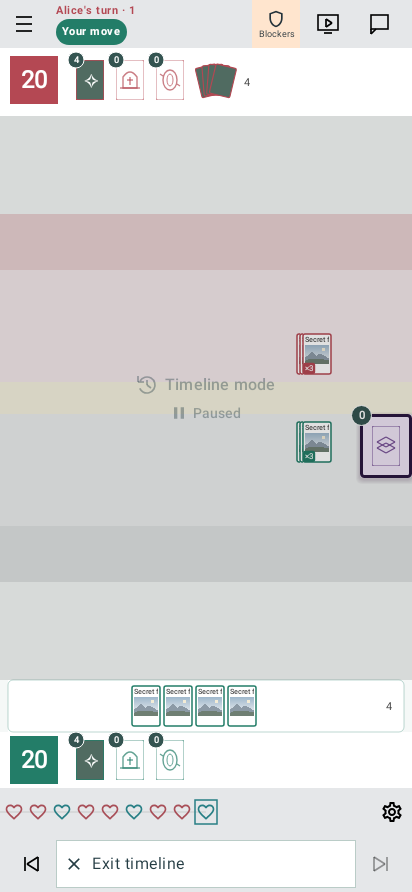 Alice's turn · 1
Your move
Blockers
20
4
0
0
4
Secret f
×3
Timeline mode
Paused
0
Secret f
×3
Secret f
Secret f
Secret f
Secret f
4
20
4
0
0
Exit timeline